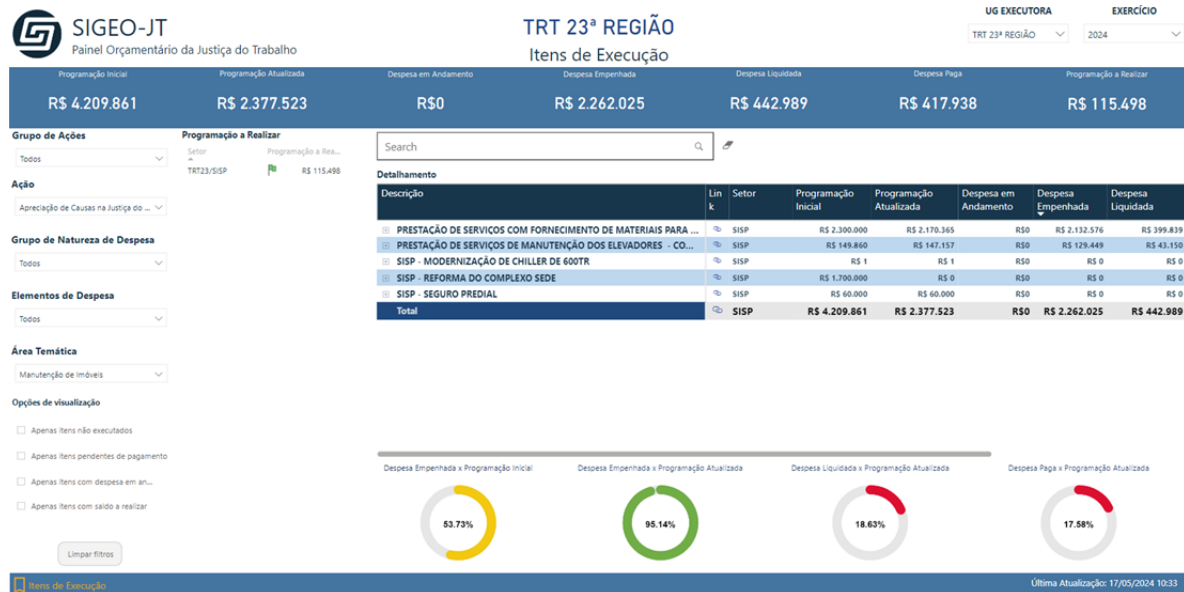 SIGEO-JT
Painel Orçamentário da Justiça do Trabalho
TRT 23ª REGIÃO
Itens de Execução
UG EXECUTORA
EXERCÍCIO
TRT 23ª REGIÃO
2024
Programação Inicial
R$ 4.209.861
Programação Atualizada
R$ 2.377.523
Despesa em Andamento
R$0
Despesa Empenhada
R$ 2.262.025
Despesa Liquidada
R$ 442.989
Despesa Paga
R$ 417.938
Programação a Realizar
R$ 115.498
Grupo de Ações
Todos
Ação
Apreciação de Causas na Justiça do ...
Grupo de Natureza de Despesa
Todos
Elementos de Despesa
Todos
Área Temática
Manutenção de Imóveis
Opções de visualização
Apenas itens não executados
Apenas itens pendentes de pagamento
Apenas itens com despesa em an...
Apenas itens com saldo a realizar
Limpar filtros
Programação a Realizar
Setor Programação a Rea...
TRT23/SISP R$ 115.498
Search
Detalhamento
Descrição Link Setor Programação Inicial Programação Atualizada Despesa em Andamento Despesa Empenhada Despesa Liquidada
PRESTAÇÃO DE SERVIÇOS COM FORNECIMENTO DE MATERIAIS PARA ... SISP R$ 2.300.000 R$ 2.170.365 R$0 R$ 2.132.576 R$ 399.839
PRESTAÇÃO DE SERVIÇOS DE MANUTENÇÃO DOS ELEVADORES - CO... SISP R$ 149.860 R$ 147.157 R$0 R$ 129.449 R$ 43.150
SISP - MODERNIZAÇÃO DE CHILLER DE 600TR SISP R$ 1 R$ 1 R$0 R$ 0 R$ 0
SISP - REFORMA DO COMPLEXO SEDE SISP R$ 1.700.000 R$ 0 R$0 R$ 0 R$ 0
SISP - SEGURO PREDIAL SISP R$ 60.000 R$ 60.000 R$0 R$ 0 R$ 0
Total SISP R$ 4.209.861 R$ 2.377.523 R$0 R$ 2.262.025 R$ 442.989
Despesa Empenhada x Programação Inicial
53.73%
Despesa Empenhada x Programação Atualizada
95.14%
Despesa Liquidada x Programação Atualizada
18.63%
Despesa Paga x Programação Atualizada
17.58%
Itens de Execução
Última Atualização: 17/05/2024 10:33